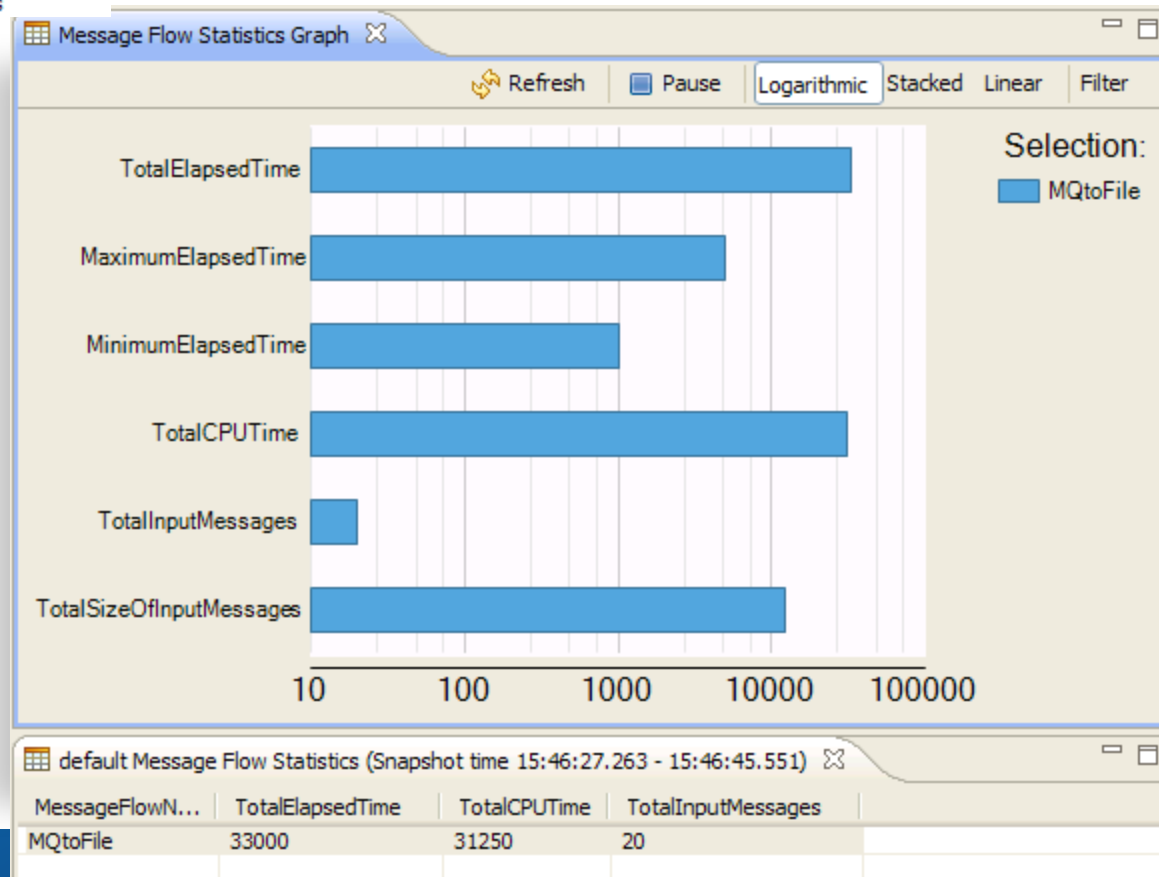 Message Flow Statistics Graph
Refresh Pause Logarithmic Stacked Linear Filter
Selection:
MQtoFile
TotalElapsedTime
MaximumElapsedTime
MinimumElapsedTime
TotalCPUTime
TotalInputMessages
TotalSizeOfInputMessages
10 100 1000 10000 100000
default Message Flow Statistics (Snapshot time 15:46:27.263 - 15:46:45.551)
MessageFlowN... TotalElapsedTime TotalCPUTime TotalInputMessages
MQtoFile 33000 31250 20